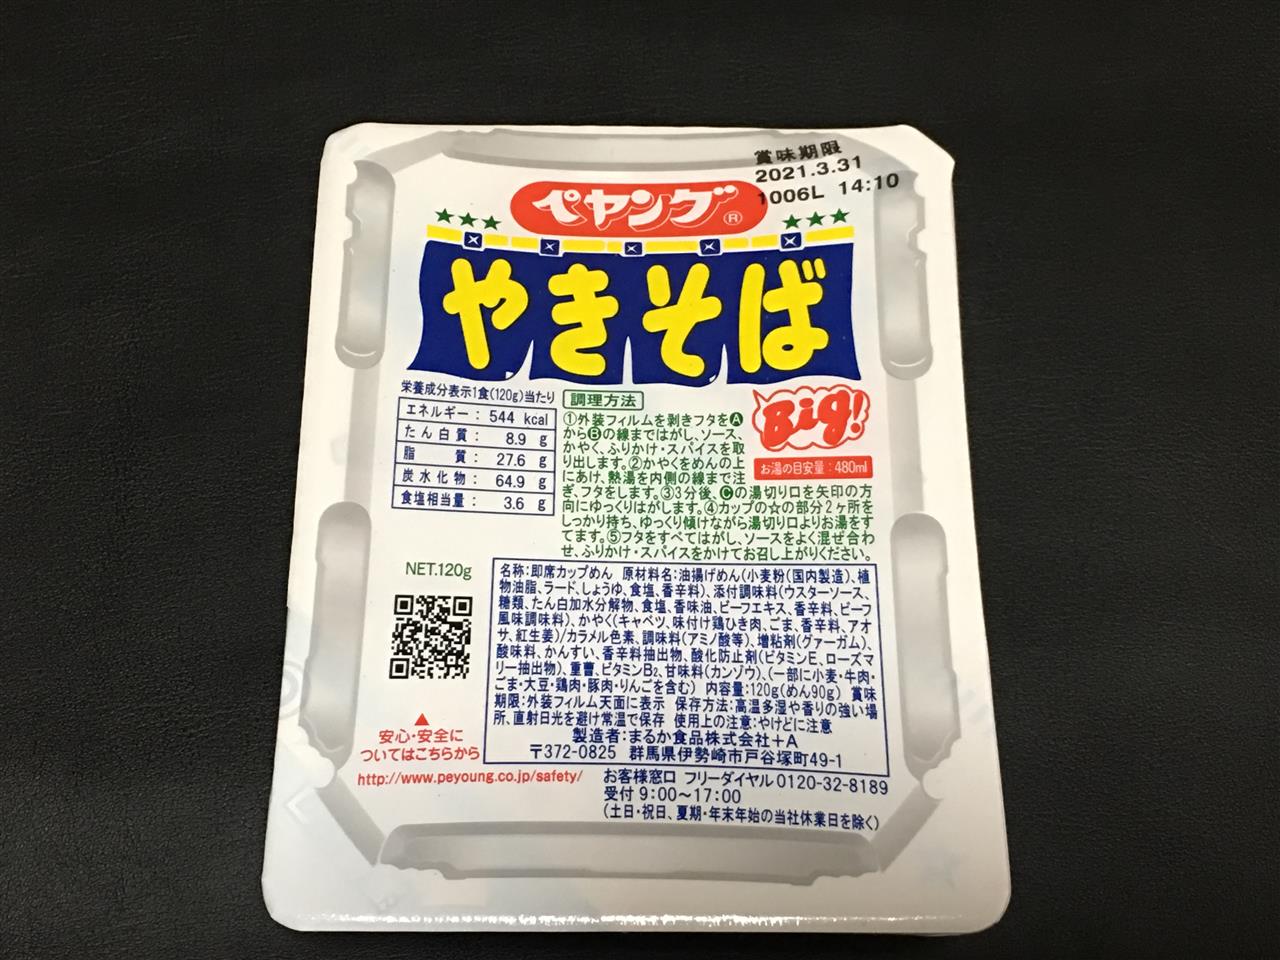 賞味期限
2021.3.31
1006L 14:10
ペヤング®
やきそば
Big!
お湯の目安量:480ml
栄養成分表示1食(120g)当たり
エネルギー: 544 kcal
たん白質: 8.9 g
脂質: 27.6 g
炭水化物: 64.9 g
食塩相当量: 3.6 g
調理方法
①外装フィルムを剥きフタをⒶ
からⒷの線まではがし、ソース、
かやく、ふりかけ・スパイスを取
り出します。②かやくをめんの上
にあけ、熱湯を内側の線まで注
ぎ、フタをします。③3分後、Ⓒの湯切り口を矢印の方
向にゆっくりはがします。④カップの☆の部分2ヶ所を
しっかり持ち、ゆっくり傾けながら湯切り口よりお湯をす
てます。⑤フタをすべてはがし、ソースをよく混ぜ合わ
せ、ふりかけ・スパイスをかけてお召し上がりください。
NET.120g
名称:即席カップめん 原材料名:油揚げめん(小麦粉(国内製造)、植
物油脂、ラード、しょうゆ、食塩、香辛料)、添付調味料(ウスターソース、
糖類、たん白加水分解物、食塩、香味油、ビーフエキス、香辛料、ビーフ
風味調味料)、かやく(キャベツ、味付け鶏ひき肉、ごま、香辛料、アオ
サ、紅生姜)/カラメル色素、調味料(アミノ酸等)、増粘剤(グァーガム)、
酸味料、かんすい、香辛料抽出物、酸化防止剤(ビタミンE、ローズマ
リー抽出物)、重曹、ビタミンB₂、甘味料(カンゾウ)、(一部に小麦・牛肉・
ごま・大豆・鶏肉・豚肉・りんごを含む) 内容量:120g(めん90g) 賞味
期限:外装フィルム天面に表示 保存方法:高温多湿や香りの強い場
所、直射日光を避け常温で保存 使用上の注意:やけどに注意
製造者:まるか食品株式会社+A
〒372-0825 群馬県伊勢崎市戸谷塚町49-1
安心・安全に
ついてはこちらから
http://www.peyoung.co.jp/safety/
お客様窓口 フリーダイヤル0120-32-8189
受付 9:00〜17:00
(土日・祝日、夏期・年末年始の当社休業日を除く)